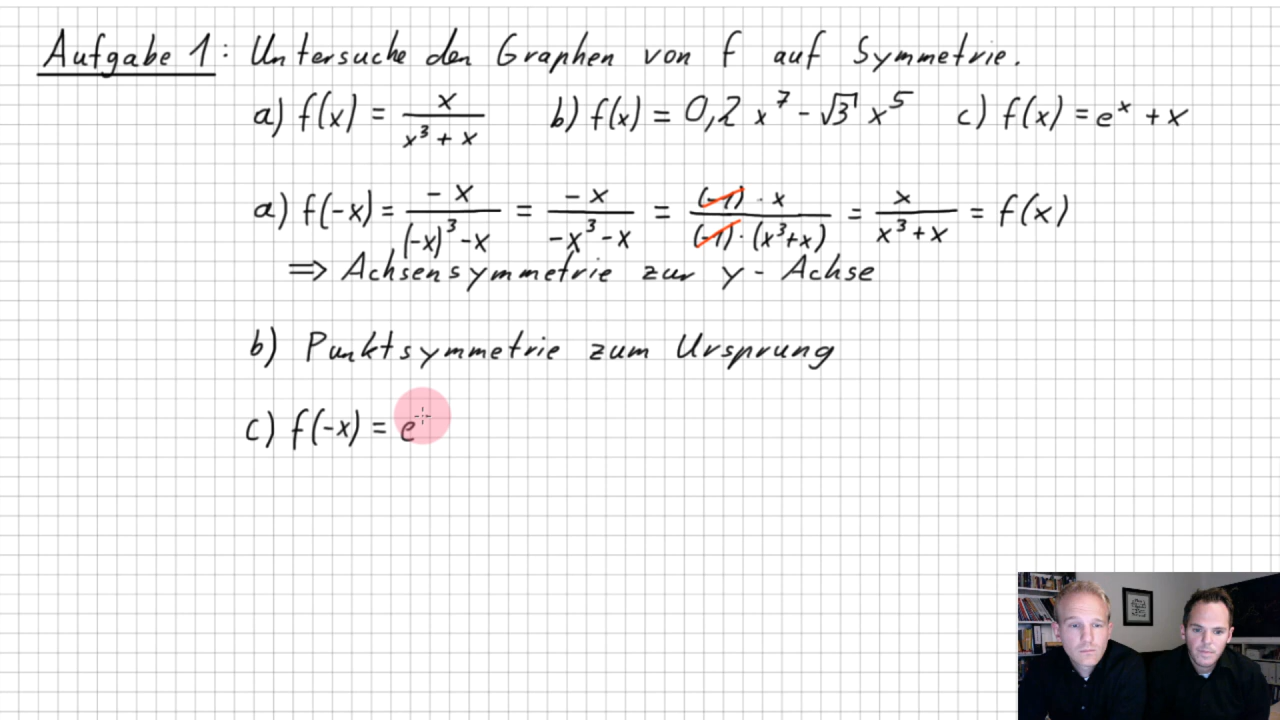 Aufgabe 1: Untersuche den Graphen von f auf Symmetrie.
a) f(x) = x/(x³ + x) b) f(x) = 0,2 x⁷ - √3 x⁵ c) f(x) = eˣ + x
a) f(-x) = -x/((-x)³ - x) = -x/(-x³ - x) = ((-1) · x)/((-1) · (x³+x)) = x/(x³ + x) = f(x)
⇒ Achsensymmetrie zur y - Achse
b) Punktsymmetrie zum Ursprung
c) f(-x) = e